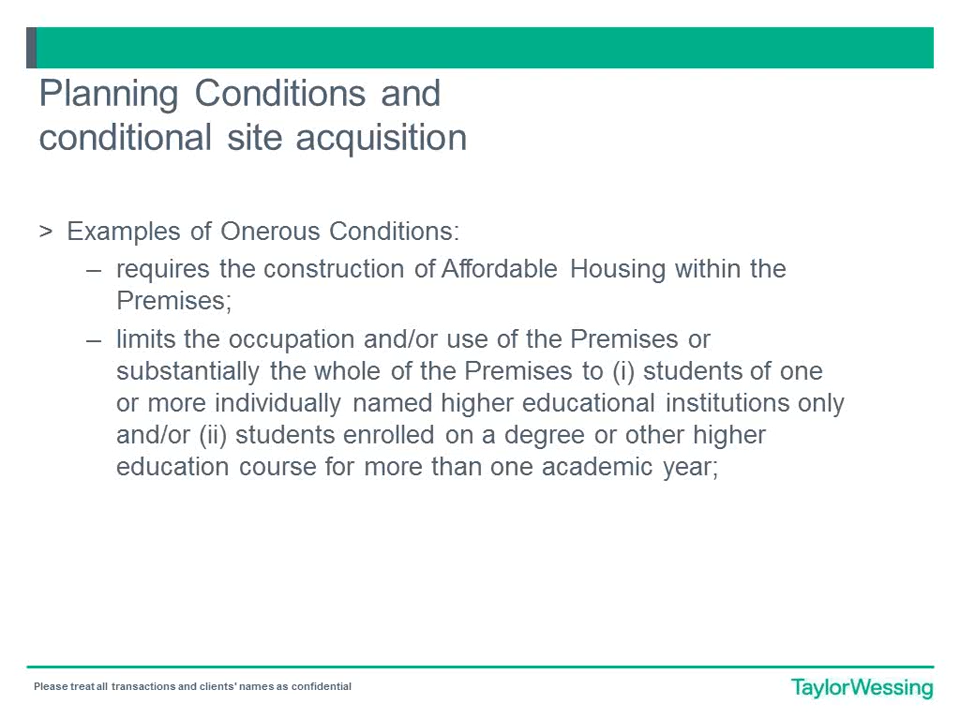 Planning Conditions and
conditional site acquisition
> Examples of Onerous Conditions:
– requires the construction of Affordable Housing within the
Premises;
– limits the occupation and/or use of the Premises or
substantially the whole of the Premises to (i) students of one
or more individually named higher educational institutions only
and/or (ii) students enrolled on a degree or other higher
education course for more than one academic year;
Please treat all transactions and clients' names as confidential
TaylorWessing